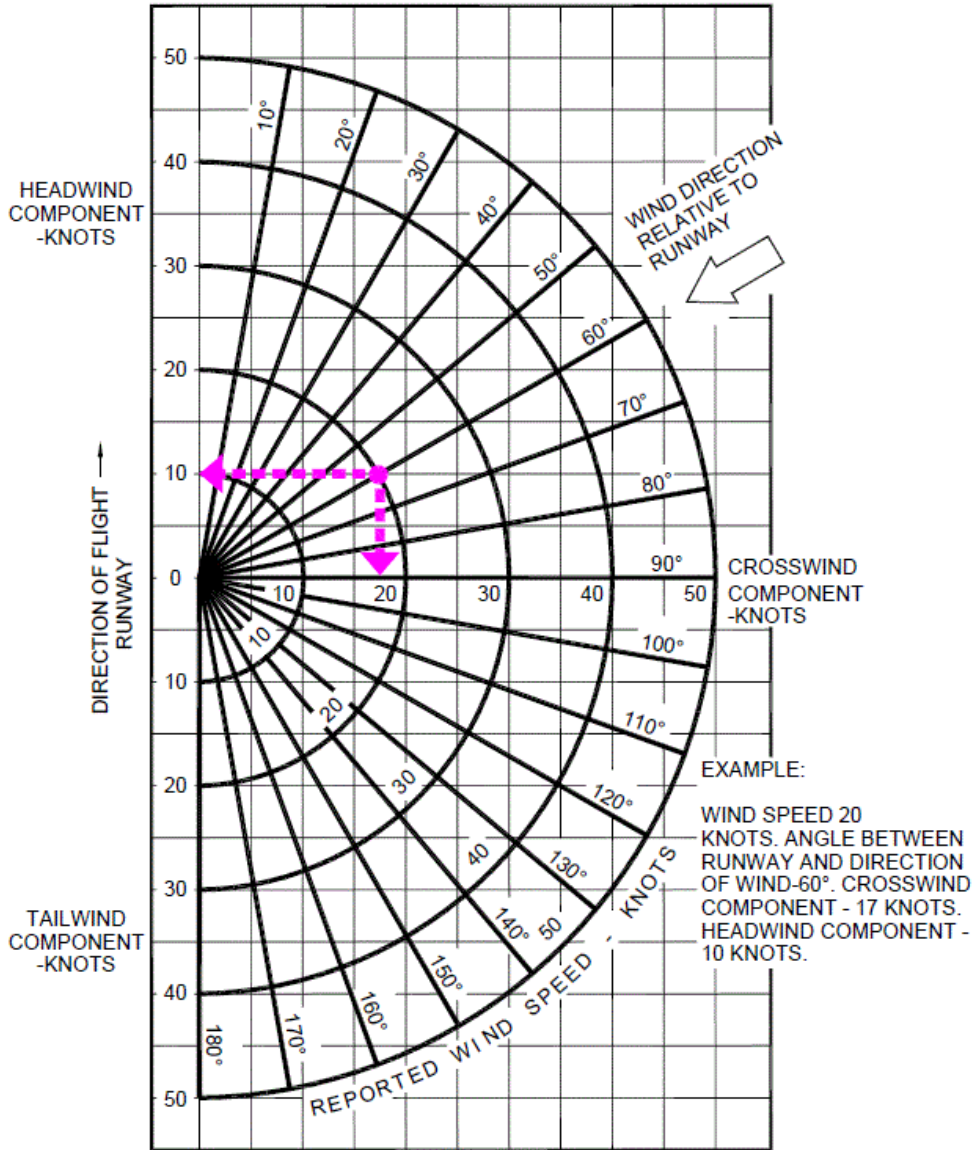 50
40
30
20
10
0
10
20
30
40
50
HEADWIND
COMPONENT
-KNOTS
DIRECTION OF FLIGHT
RUNWAY
TAILWIND
COMPONENT
-KNOTS
10°
20°
30°
40°
50°
60°
70°
80°
90°
100°
110°
120°
130°
140°
150°
160°
170°
180°
WIND DIRECTION
RELATIVE TO
RUNWAY
10
20
30
40
50
CROSSWIND
COMPONENT
-KNOTS
10
20
30
40
50
REPORTED WIND SPEED - KNOTS
EXAMPLE:
WIND SPEED 20
KNOTS. ANGLE BETWEEN
RUNWAY AND DIRECTION
OF WIND-60°. CROSSWIND
COMPONENT - 17 KNOTS.
HEADWIND COMPONENT -
10 KNOTS.